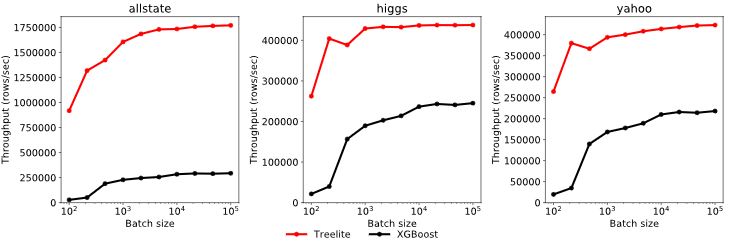 allstate
Throughput (rows/sec)
1750000
1500000
1250000
1000000
750000
500000
250000
0
10² 10³ 10⁴ 10⁵
Batch size
higgs
Throughput (rows/sec)
400000
300000
200000
100000
0
10² 10³ 10⁴ 10⁵
Batch size
yahoo
Throughput (rows/sec)
400000
350000
300000
250000
200000
150000
100000
50000
0
10² 10³ 10⁴ 10⁵
Batch size
Treelite XGBoost